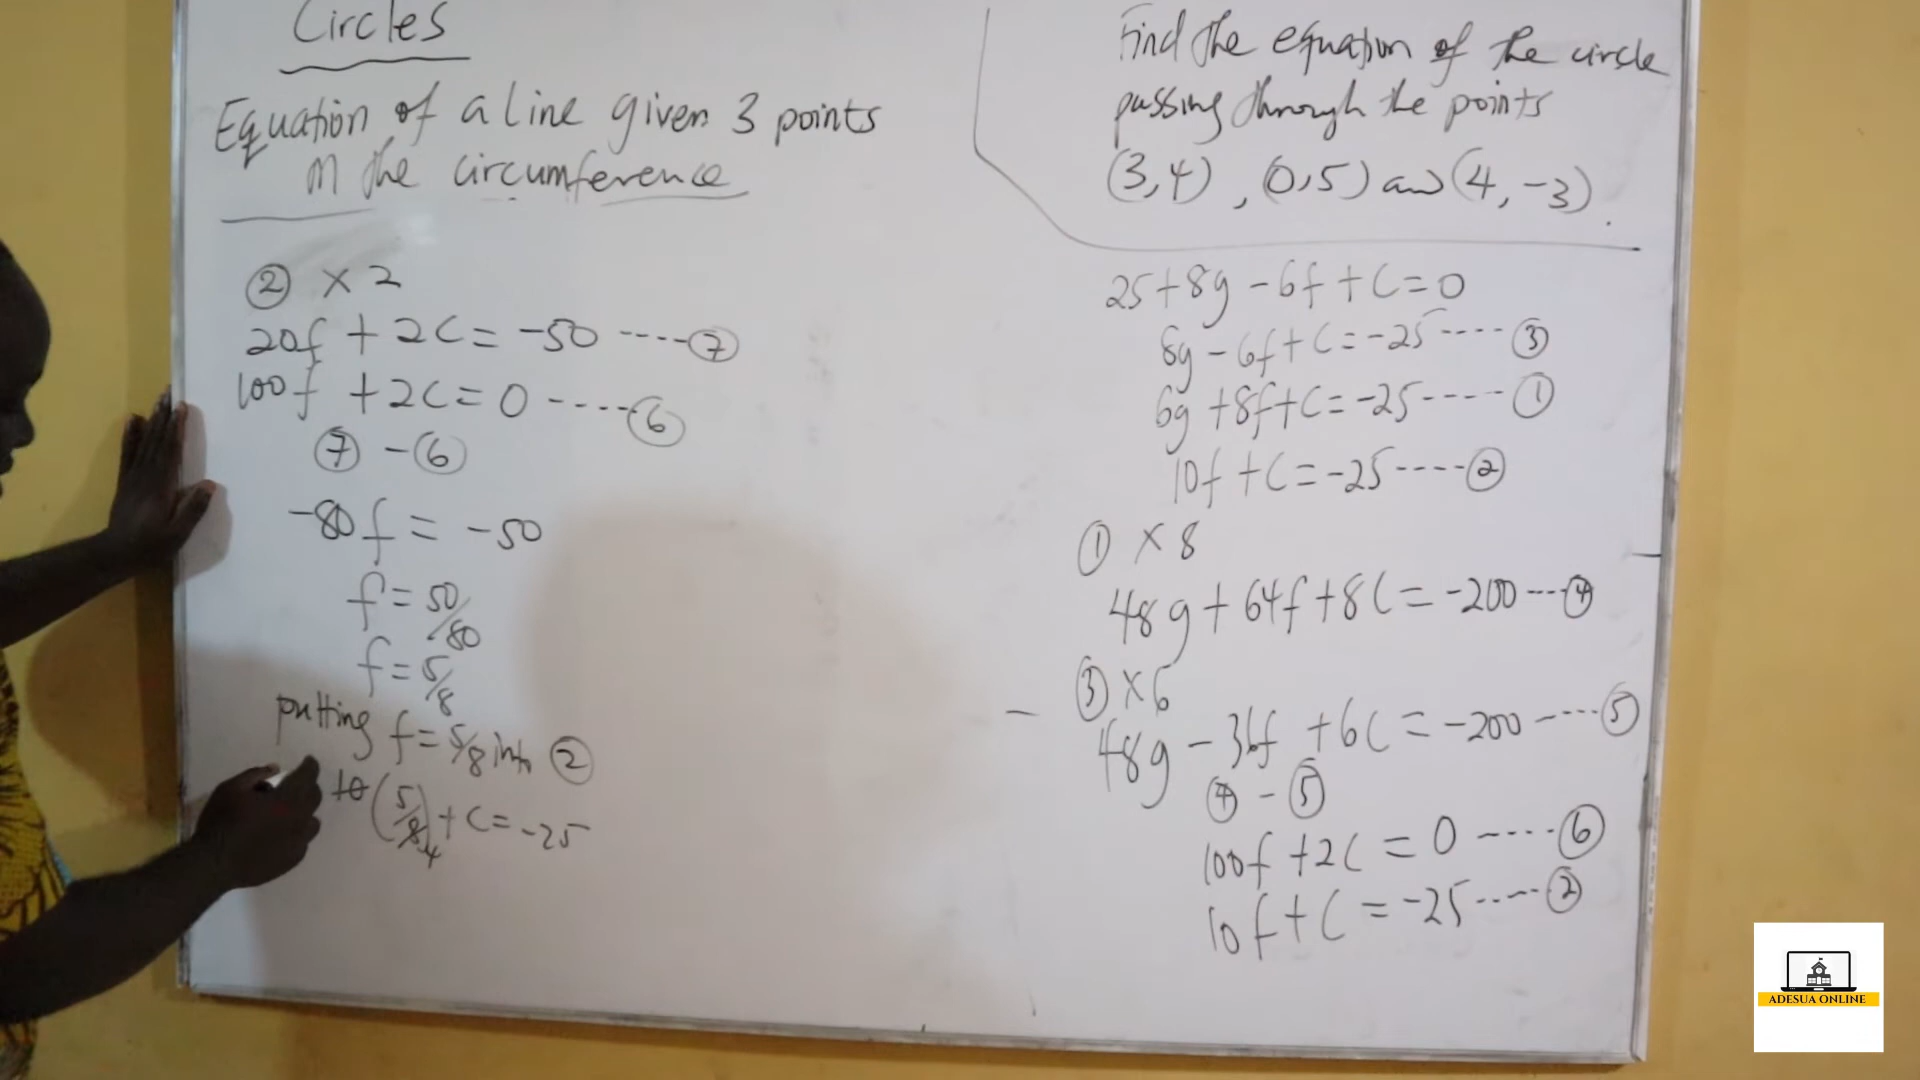 Circles
Equation of a line given 3 points
on the circumference
② × 2
20f + 2C = -50 ----⑦
100f + 2C = 0 ----⑥
⑦ - ⑥
-80f = -50
f = 50/80
f = 5/8
putting f = 5/8 into ②
10(5/8) + C = -25
4
Find the equation of the circle
passing through the points
(3,4), (0,5) and (4, -3).
25 + 8g - 6f + C = 0
8g - 6f + C = -25 ---- ③
6g + 8f + C = -25 ----- ①
10f + C = -25 ---- ②
① × 8
48g + 64f + 8C = -200 ---④
③ × 6
— 48g - 36f + 6C = -200 ----⑤
④ - ⑤
100f + 2C = 0 ----- ⑥
10f + C = -25 ----- ②
ADESUA ONLINE